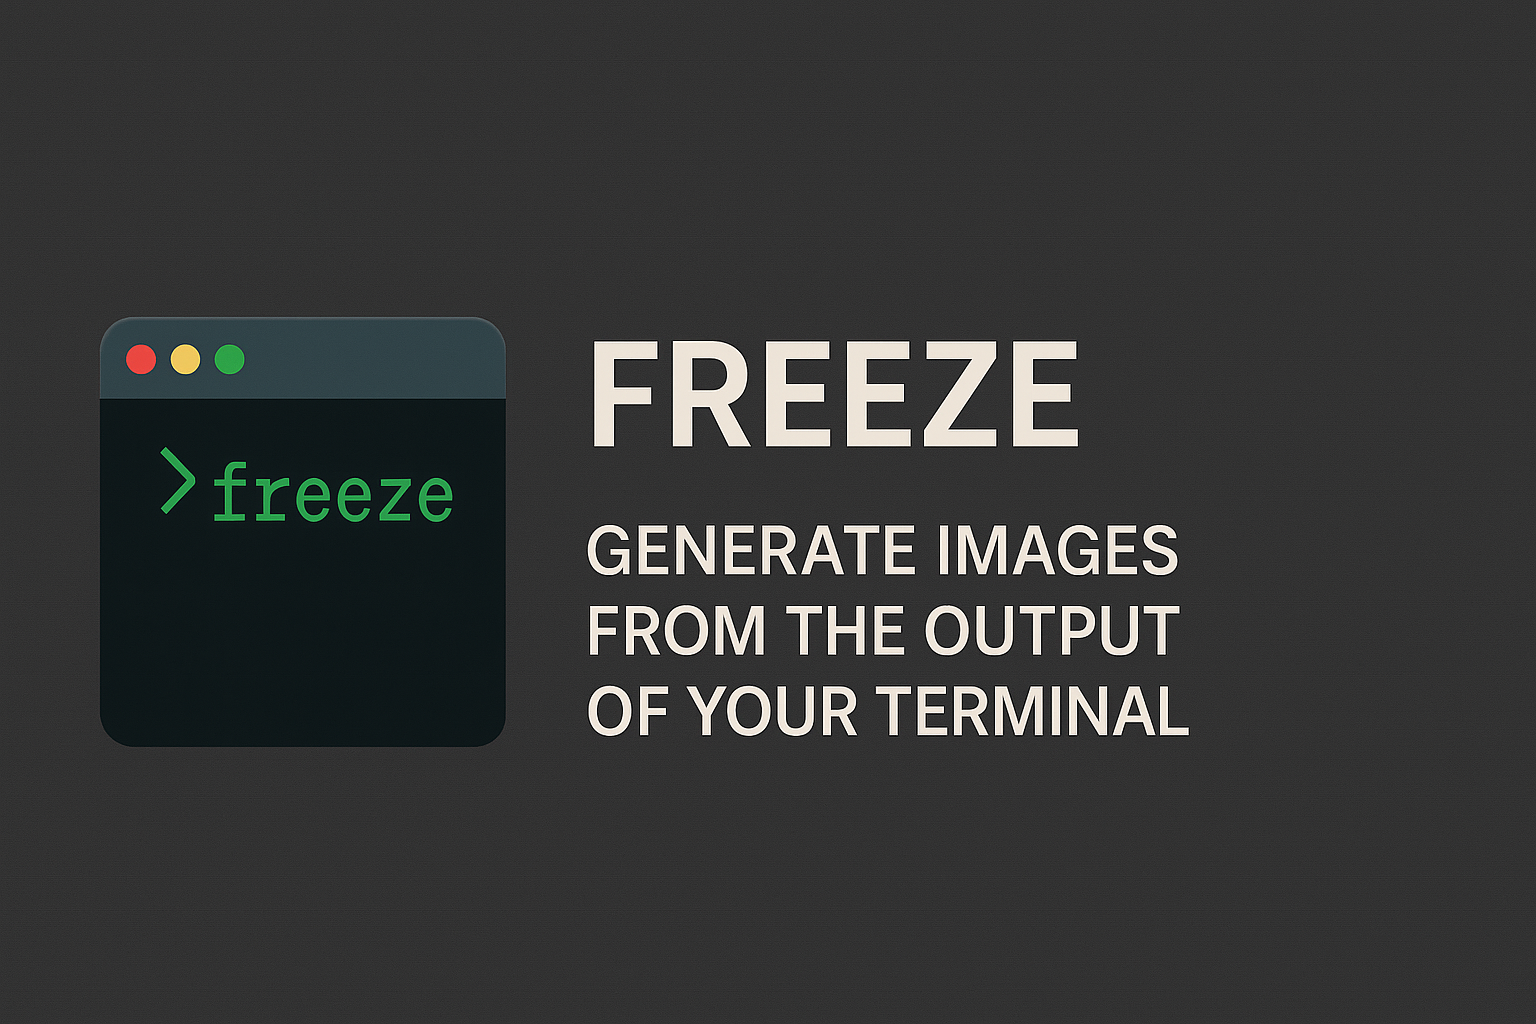 >freeze
FREEZE
GENERATE IMAGES
FROM THE OUTPUT
OF YOUR TERMINAL